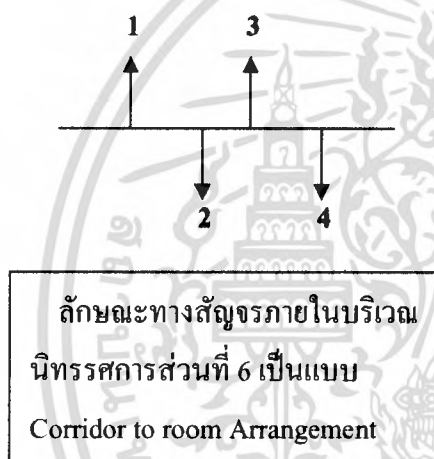 1 3
2 4
ลักษณะทางสัญจรภายในบริเวณ
นิทรรศการส่วนที่ 6 เป็นแบบ
Corridor to room Arrangement